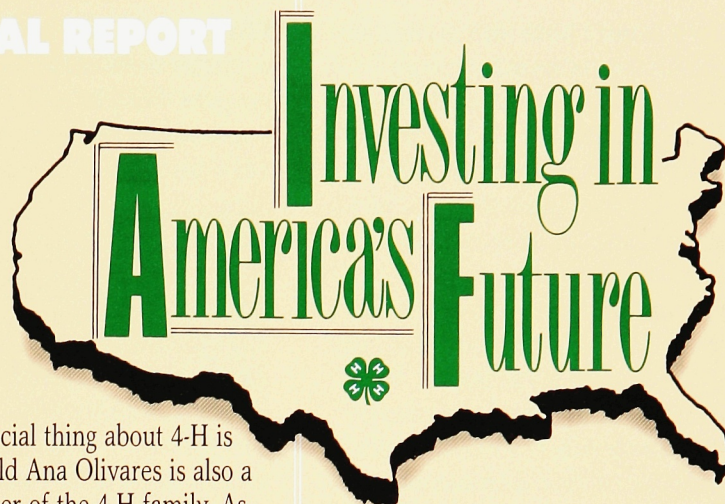 AL REPORT
Investing in
America's Future
H H H H
cial thing about 4-H is
ld Ana Olivares is also a
er of the 4-H family. As